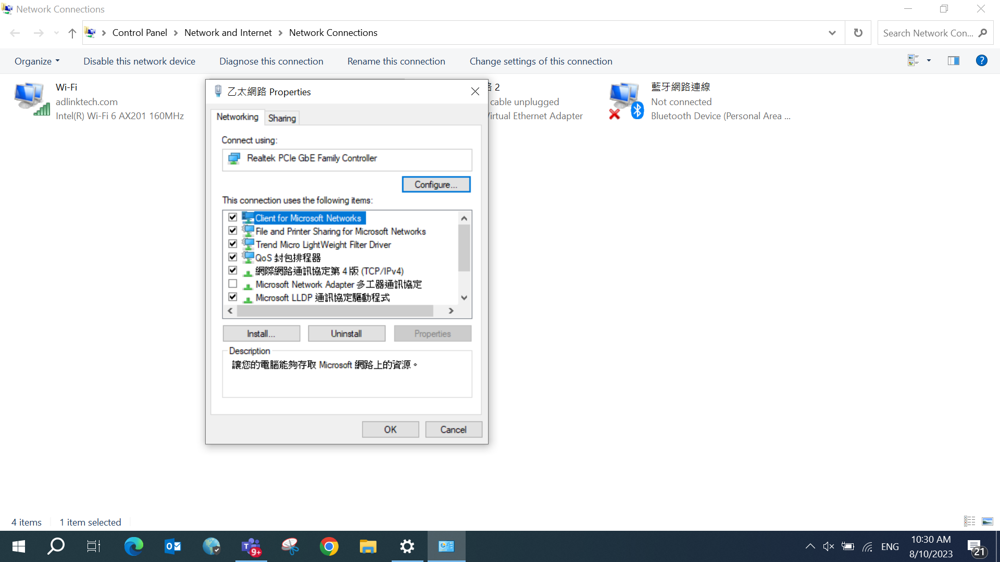 Network Connections
Control Panel > Network and Internet > Network Connections
Search Network Con...
Organize
Disable this network device
Diagnose this connection
Rename this connection
Change settings of this connection
Wi-Fi
adlinktech.com
Intel(R) Wi-Fi 6 AX201 160MHz
2
cable unplugged
Virtual Ethernet Adapter
藍牙網路連線
Not connected
Bluetooth Device (Personal Area ...
乙太網路 Properties
Networking
Sharing
Connect using:
Realtek PCIe GbE Family Controller
Configure...
This connection uses the following items:
Client for Microsoft Networks
File and Printer Sharing for Microsoft Networks
Trend Micro LightWeight Filter Driver
QoS 封包排程器
網際網路通訊協定第 4 版 (TCP/IPv4)
Microsoft Network Adapter 多工器通訊協定
Microsoft LLDP 通訊協定驅動程式
Install...
Uninstall
Properties
Description
讓您的電腦能夠存取 Microsoft 網路上的資源。
OK
Cancel
4 items
1 item selected
9+
ENG
10:30 AM
8/10/2023
21